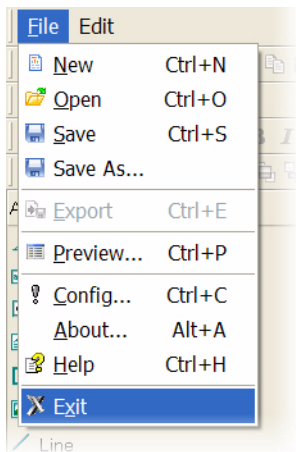 File Edit
New Ctrl+N
Open Ctrl+O
Save Ctrl+S
Save As...
Export Ctrl+E
Preview... Ctrl+P
Config... Ctrl+C
About... Alt+A
Help Ctrl+H
Exit
Line